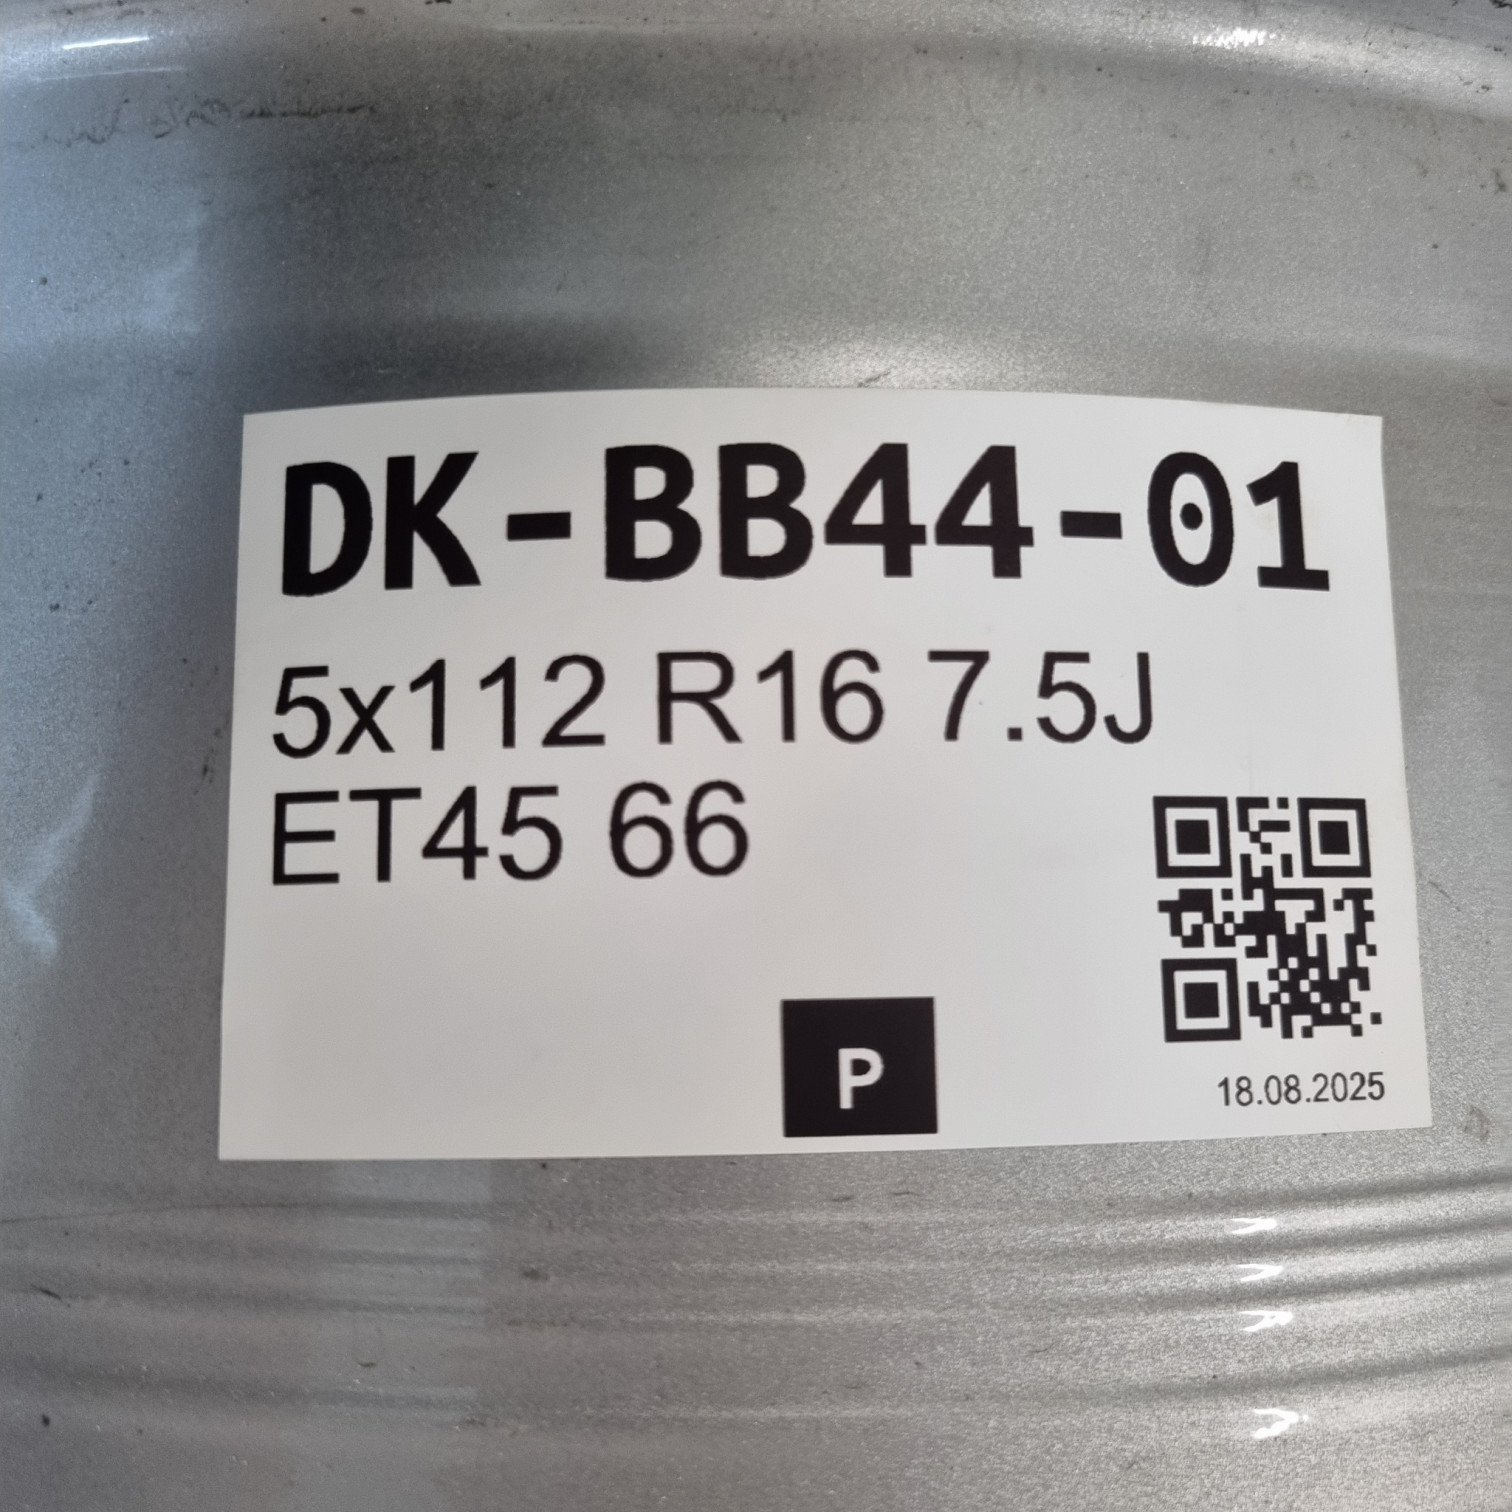 DK-BB44-01
5x112 R16 7.5J
ET45 66
P
18.08.2025